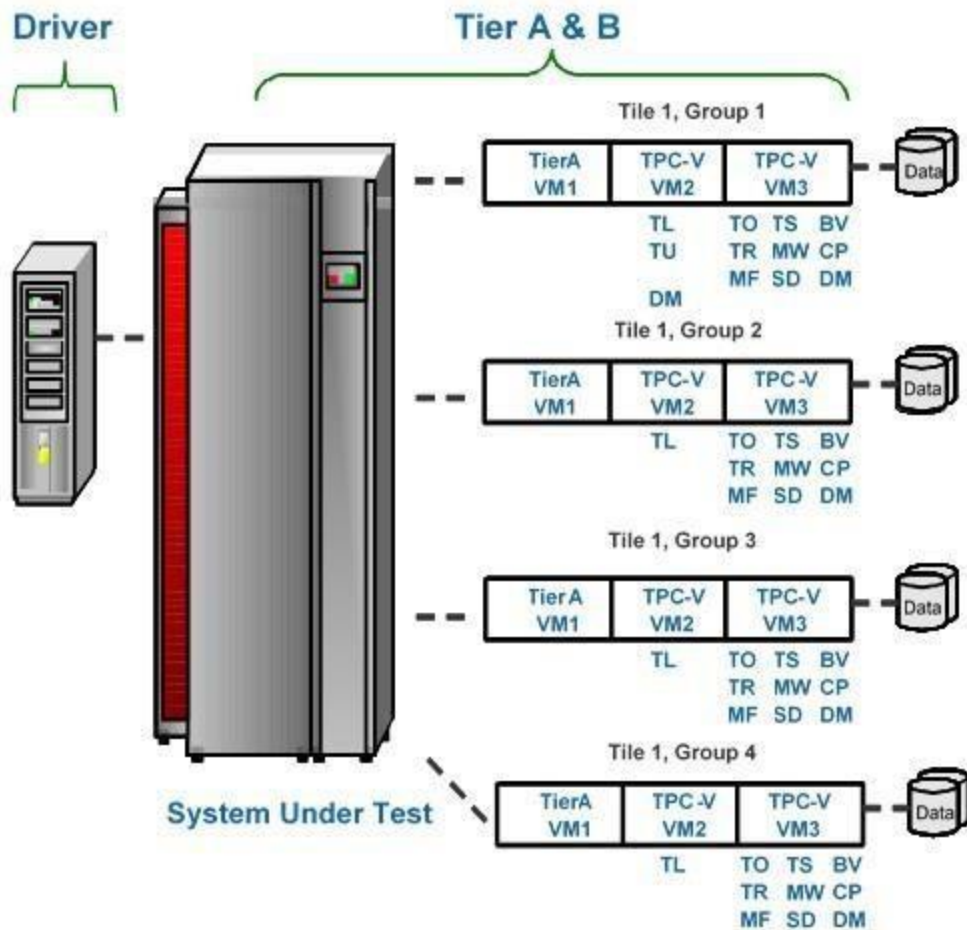 Driver
Tier A & B
Tile 1, Group 1
TierA TPC-V TPC-V
VM1 VM2 VM3
Data
TL TO TS BV
TU TR MW CP
MF SD DM
DM
Tile 1, Group 2
TierA TPC-V TPC-V
VM1 VM2 VM3
Data
TL TO TS BV
TR MW CP
MF SD DM
Tile 1, Group 3
TierA TPC-V TPC-V
VM1 VM2 VM3
Data
TL TO TS BV
TR MW CP
MF SD DM
Tile 1, Group 4
System Under Test
TierA TPC-V TPC-V
VM1 VM2 VM3
Data
TL TO TS BV
TR MW CP
MF SD DM